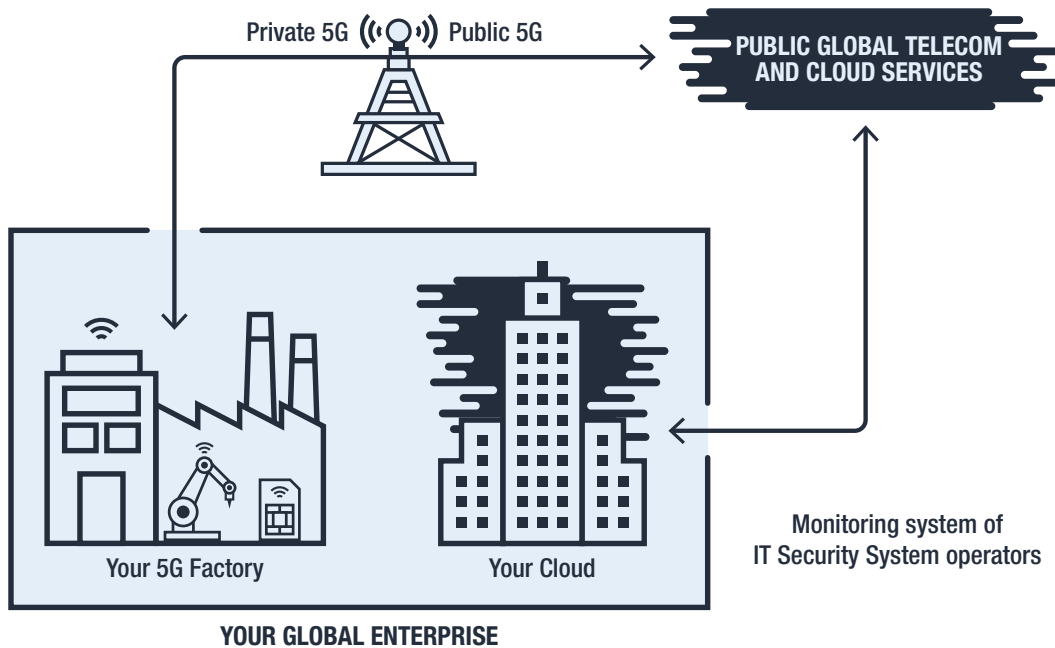 Private 5G
Public 5G
PUBLIC GLOBAL TELECOM
AND CLOUD SERVICES
Your 5G Factory
Your Cloud
Monitoring system of
IT Security System operators
YOUR GLOBAL ENTERPRISE